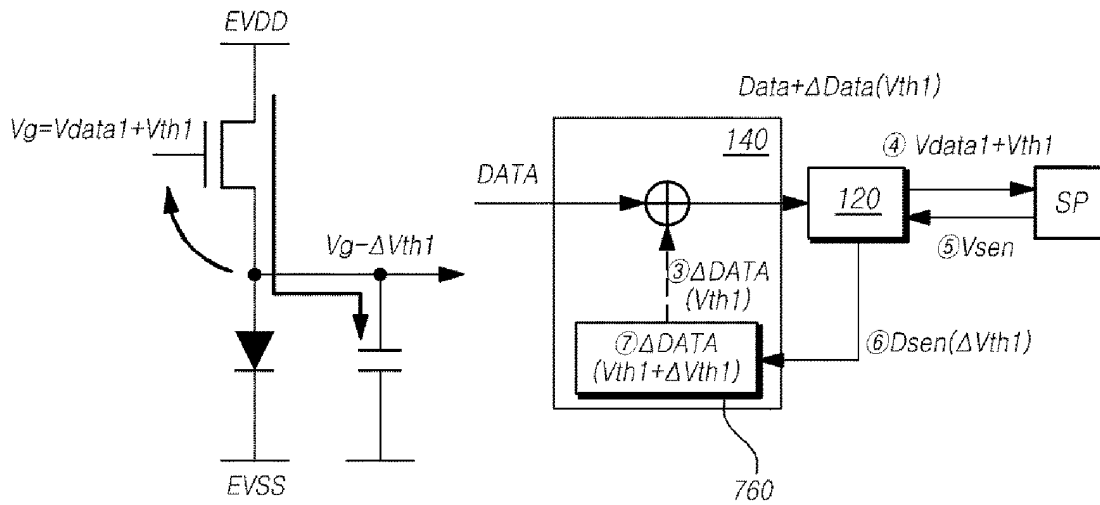 EVDD
Vg=Vdata1+Vth1
Vg-ΔVth1
EVSS
Data+ΔData(Vth1)
140
DATA
120
④ Vdata1+Vth1
SP
⑤Vsen
③ΔDATA
(Vth1)
⑥Dsen(ΔVth1)
⑦ΔDATA
(Vth1+ΔVth1)
760